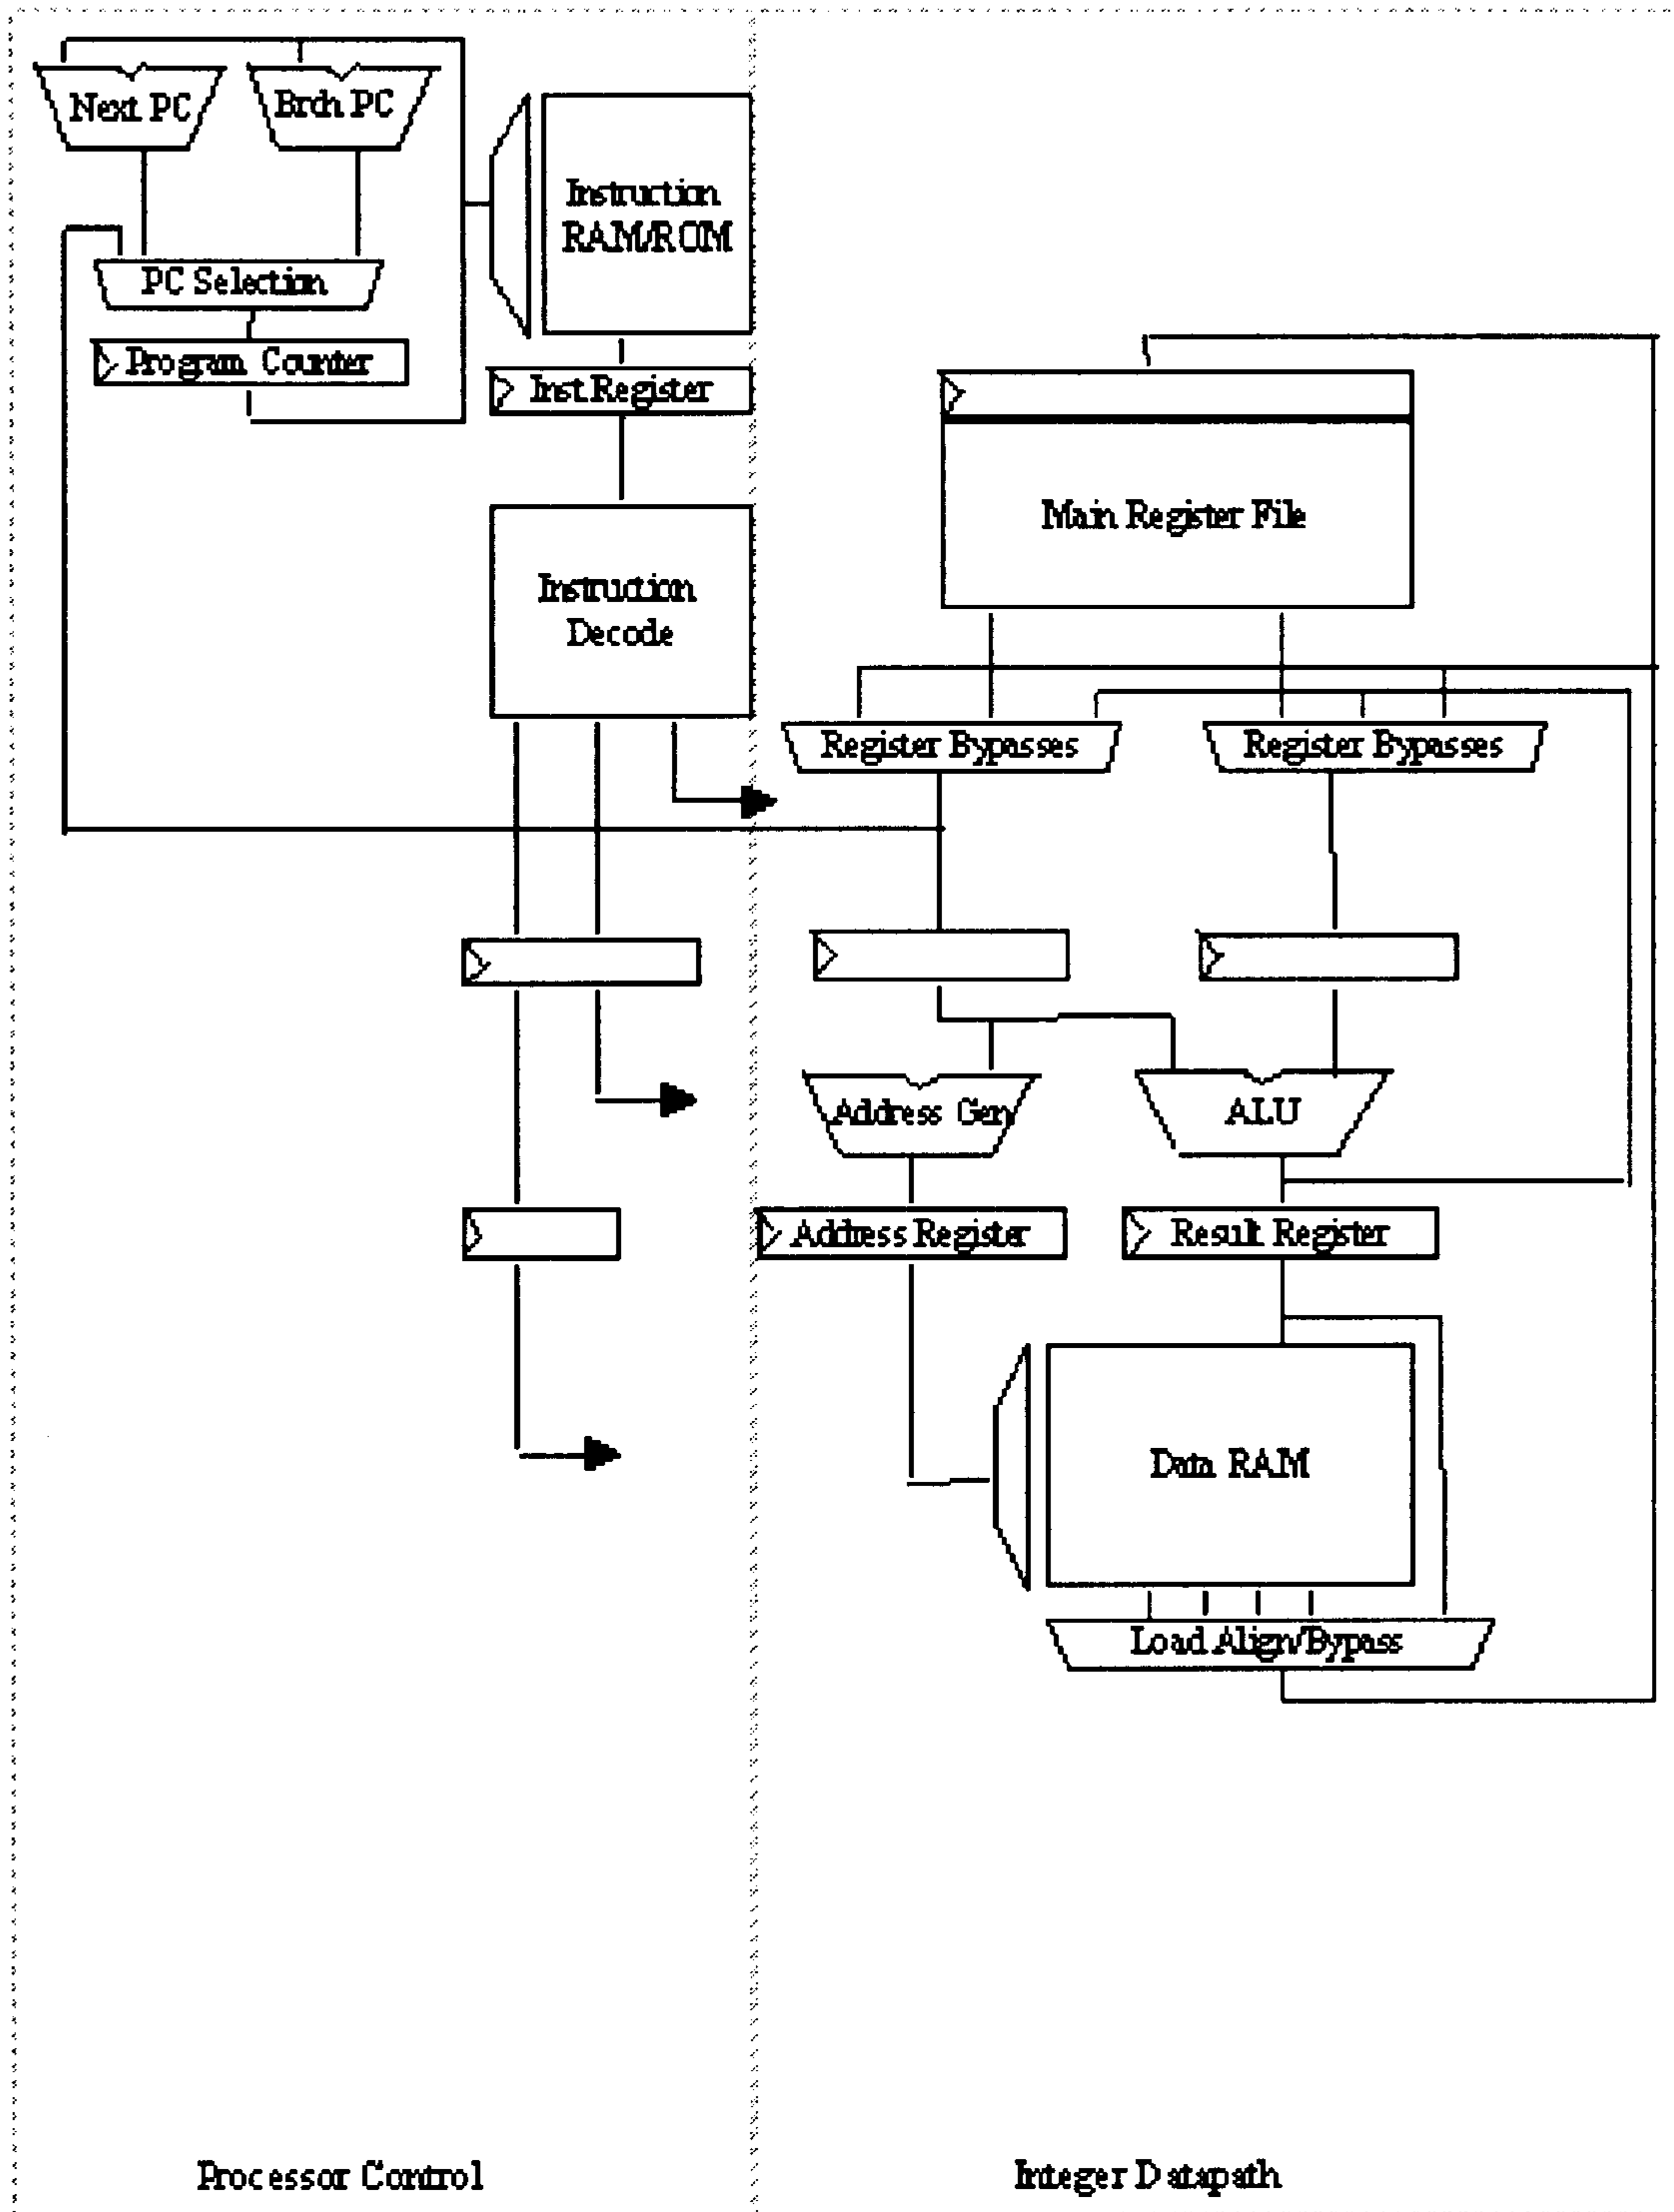 Next PC
Brch PC
Instruction
RAM/ROM
PC Selection
Program Counter
Inst Register
Main Register File
Instruction
Decode
Register Bypasses
Register Bypasses
Address Gen
ALU
Address Register
Result Register
Data RAM
Load Align/Bypass
Processor Control
Integer Datapath